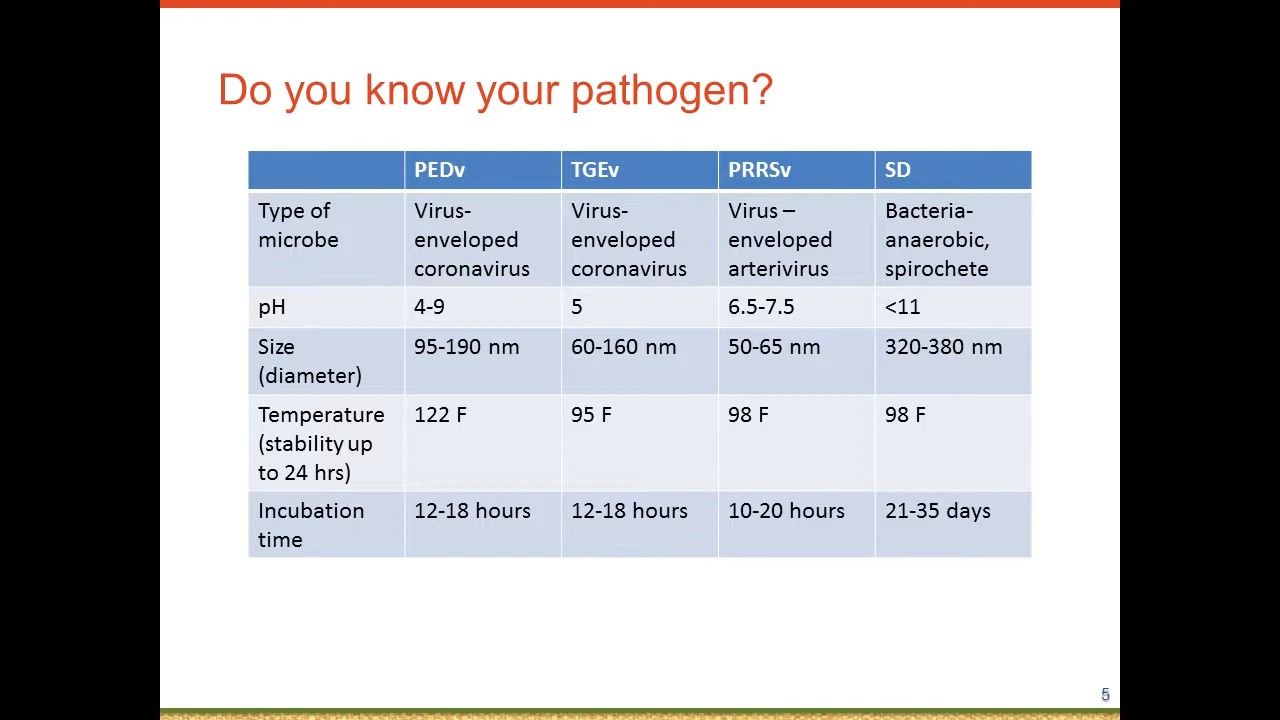 Do you know your pathogen?
PEDv TGEv PRRSv SD
Type of microbe Virus-enveloped coronavirus Virus-enveloped coronavirus Virus – enveloped arterivirus Bacteria-anaerobic, spirochete
pH 4-9 5 6.5-7.5 <11
Size (diameter) 95-190 nm 60-160 nm 50-65 nm 320-380 nm
Temperature (stability up to 24 hrs) 122 F 95 F 98 F 98 F
Incubation time 12-18 hours 12-18 hours 10-20 hours 21-35 days
5